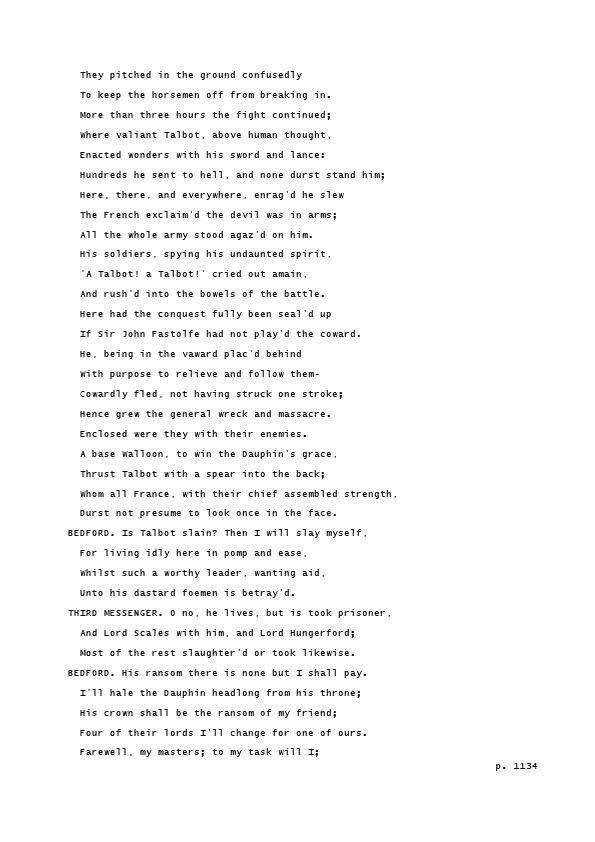 They pitched in the ground confusedly
To keep the horsemen off from breaking in.
More than three hours the fight continued;
Where valiant Talbot, above human thought,
Enacted wonders with his sword and lance:
Hundreds he sent to hell, and none durst stand him;
Here, there, and everywhere, enrag'd he slew
The French exclaim'd the devil was in arms;
All the whole army stood agaz'd on him.
His soldiers, spying his undaunted spirit,
'A Talbot! a Talbot!' cried out amain,
And rush'd into the bowels of the battle.
Here had the conquest fully been seal'd up
If Sir John Fastolfe had not play'd the coward.
He, being in the vaward plac'd behind
With purpose to relieve and follow them-
Cowardly fled, not having struck one stroke;
Hence grew the general wreck and massacre.
Enclosed were they with their enemies.
A base Walloon, to win the Dauphin's grace,
Thrust Talbot with a spear into the back;
Whom all France, with their chief assembled strength,
Durst not presume to look once in the face.
BEDFORD. Is Talbot slain? Then I will slay myself,
For living idly here in pomp and ease,
Whilst such a worthy leader, wanting aid,
Unto his dastard foemen is betray'd.
THIRD MESSENGER. O no, he lives, but is took prisoner,
And Lord Scales with him, and Lord Hungerford;
Most of the rest slaughter'd or took likewise.
BEDFORD. His ransom there is none but I shall pay.
I'll hale the Dauphin headlong from his throne;
His crown shall be the ransom of my friend;
Four of their lords I'll change for one of ours.
Farewell, my masters; to my task will I;
p. 1134